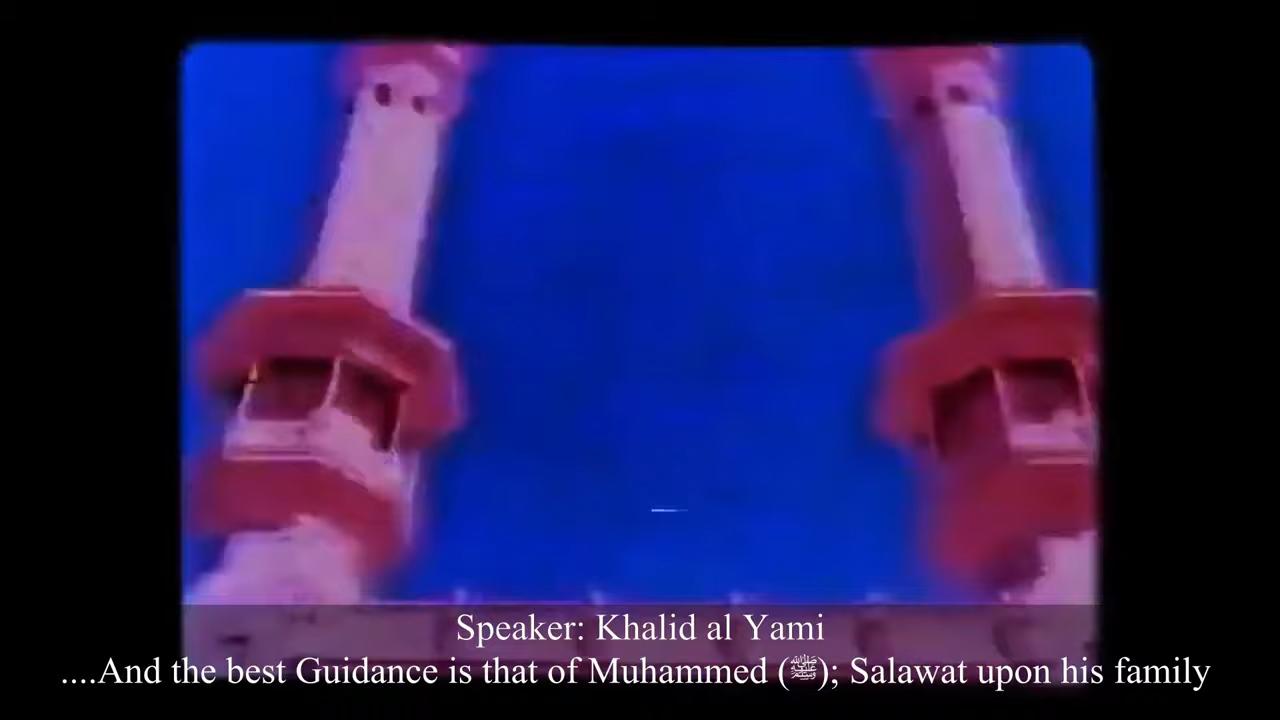 Speaker: Khalid al Yami
....And the best Guidance is that of Muhammed (ﷺ); Salawat upon his family